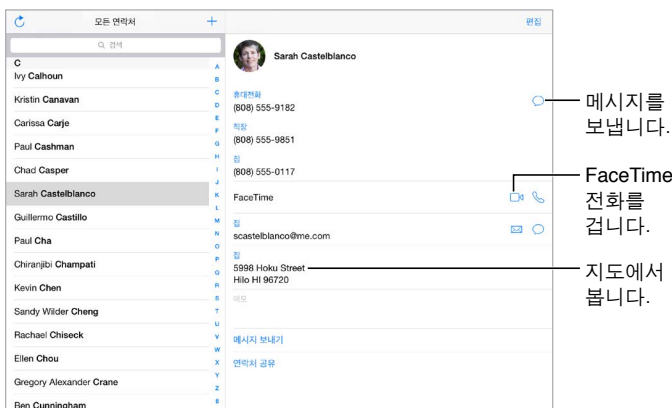 모든 연락처
편집
검색
C
Ivy Calhoun
Kristin Canavan
Carissa Carje
Paul Cashman
Chad Casper
Sarah Castelblanco
Guillermo Castillo
Paul Cha
Chiranjibi Champati
Kevin Chen
Sandy Wilder Cheng
Rachael Chiseck
Ellen Chou
Gregory Alexander Crane
Ben Cunningham
A
B
C
D
E
F
G
H
I
J
K
L
M
N
O
P
Q
R
S
T
U
V
W
X
Y
Z
Sarah Castelblanco
휴대전화
(808) 555-9182
직장
(808) 555-9851
집
(808) 555-0117
FaceTime
집
scastelblanco@me.com
집
5998 Hoku Street
Hilo HI 96720
메모
메시지 보내기
연락처 공유
메시지를
보냅니다.
FaceTime
전화를
겁니다.
지도에서
봅니다.